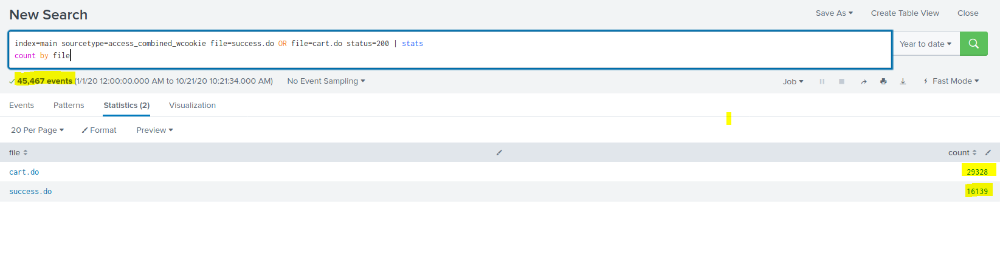 New Search
Save As Create Table View Close
index=main sourcetype=access_combined_wcookie file=success.do OR file=cart.do status=200 | stats
count by file
Year to date
45,467 events (1/1/20 12:00:00.000 AM to 10/21/20 10:21:34.000 AM) No Event Sampling
Job Fast Mode
Events Patterns Statistics (2) Visualization
20 Per Page Format Preview
file count
cart.do 29328
success.do 16139